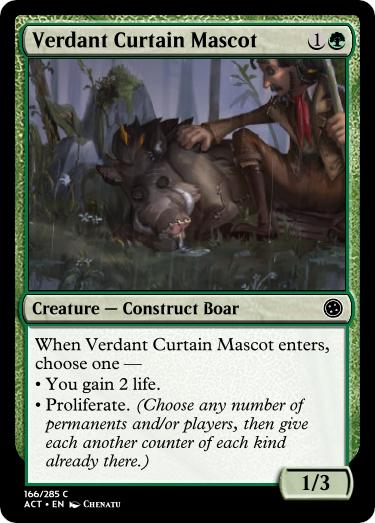 Verdant Curtain Mascot 1
Creature — Construct Boar
When Verdant Curtain Mascot enters,
choose one —
• You gain 2 life.
• Proliferate. (Choose any number of
permanents and/or players, then give
each another counter of each kind
already there.)
1/3
166/285 C
ACT • EN Chenatu